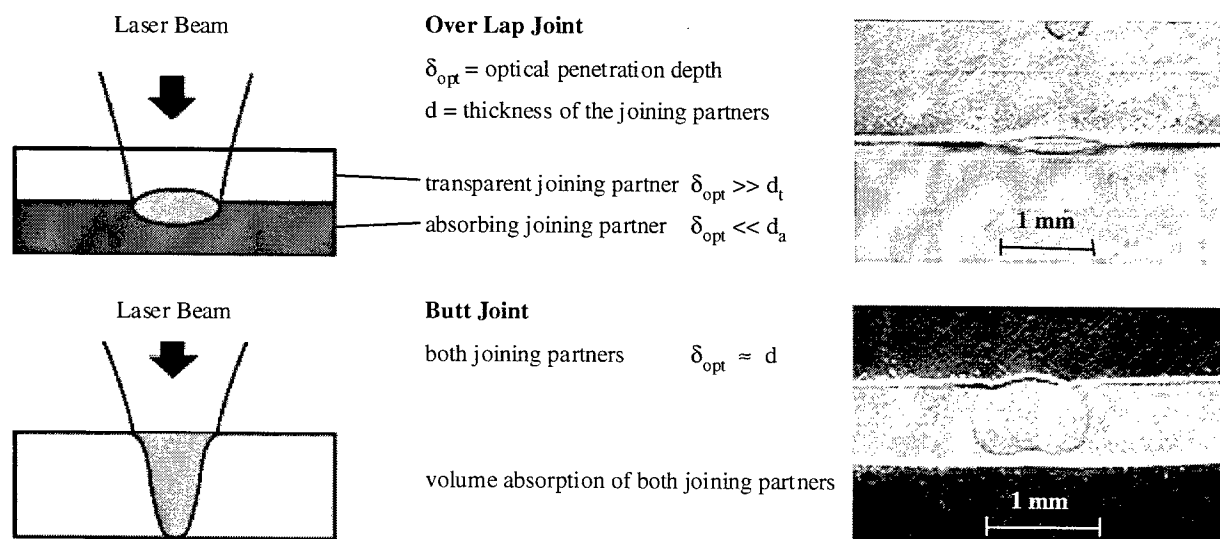 Laser Beam
Over Lap Joint
δopt = optical penetration depth
d = thickness of the joining partners
transparent joining partner δopt >> dt
absorbing joining partner δopt << da
1 mm
Laser Beam
Butt Joint
both joining partners δopt ≈ d
volume absorption of both joining partners
1 mm